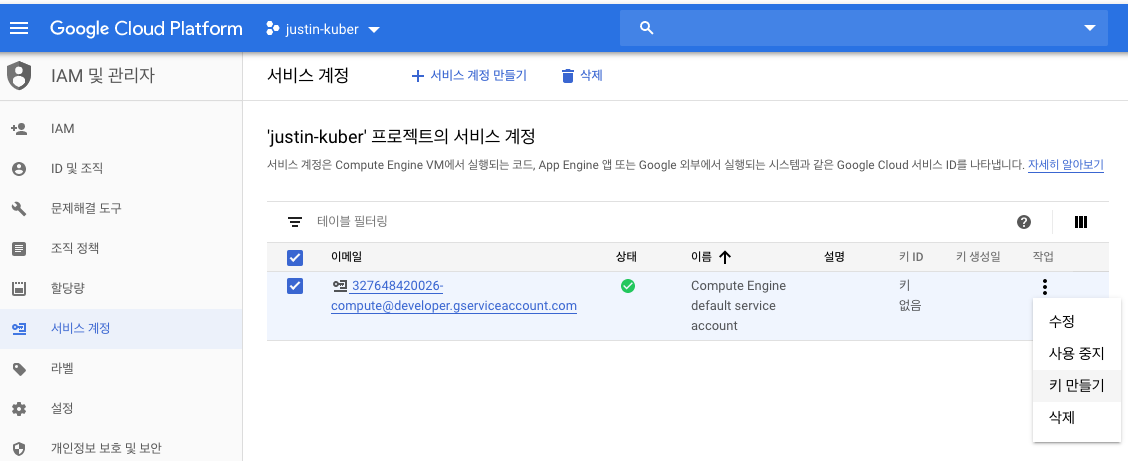 Google Cloud Platform
justin-kuber
IAM 및 관리자
서비스 계정
서비스 계정 만들기
삭제
IAM
ID 및 조직
문제해결 도구
조직 정책
할당량
서비스 계정
라벨
설정
개인정보 보호 및 보안
'justin-kuber' 프로젝트의 서비스 계정
서비스 계정은 Compute Engine VM에서 실행되는 코드, App Engine 앱 또는 Google 외부에서 실행되는 시스템과 같은 Google Cloud 서비스 ID를 나타냅니다. 자세히 알아보기
테이블 필터링
이메일 상태 이름 설명 키 ID 키 생성일 작업
327648420026-
compute@developer.gserviceaccount.com
Compute Engine
default service
account
키
없음
수정
사용 중지
키 만들기
삭제